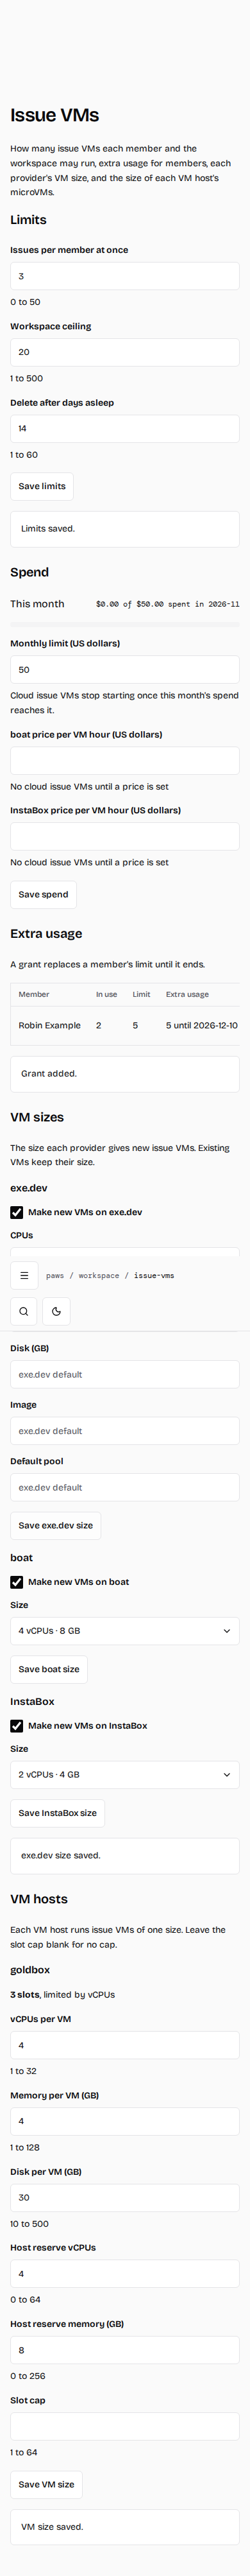 Issue VMs
How many issue VMs each member and the
workspace may run, extra usage for members, each
provider's VM size, and the size of each VM host's
microVMs.
Limits
Issues per member at once
3
0 to 50
Workspace ceiling
20
1 to 500
Delete after days asleep
14
1 to 60
Save limits
Limits saved.
Spend
This month $0.00 of $50.00 spent in 2026-11
Monthly limit (US dollars)
50
Cloud issue VMs stop starting once this month's spend
reaches it.
boat price per VM hour (US dollars)
No cloud issue VMs until a price is set
InstaBox price per VM hour (US dollars)
No cloud issue VMs until a price is set
Save spend
Extra usage
A grant replaces a member's limit until it ends.
Member In use Limit Extra usage
Robin Example 2 5 5 until 2026-12-10
Grant added.
VM sizes
The size each provider gives new issue VMs. Existing
VMs keep their size.
exe.dev
Make new VMs on exe.dev
CPUs
paws / workspace / issue-vms
Disk (GB)
exe.dev default
Image
exe.dev default
Default pool
exe.dev default
Save exe.dev size
boat
Make new VMs on boat
Size
4 vCPUs · 8 GB
Save boat size
InstaBox
Make new VMs on InstaBox
Size
2 vCPUs · 4 GB
Save InstaBox size
exe.dev size saved.
VM hosts
Each VM host runs issue VMs of one size. Leave the
slot cap blank for no cap.
goldbox
3 slots, limited by vCPUs
vCPUs per VM
4
1 to 32
Memory per VM (GB)
4
1 to 128
Disk per VM (GB)
30
10 to 500
Host reserve vCPUs
4
0 to 64
Host reserve memory (GB)
8
0 to 256
Slot cap
1 to 64
Save VM size
VM size saved.